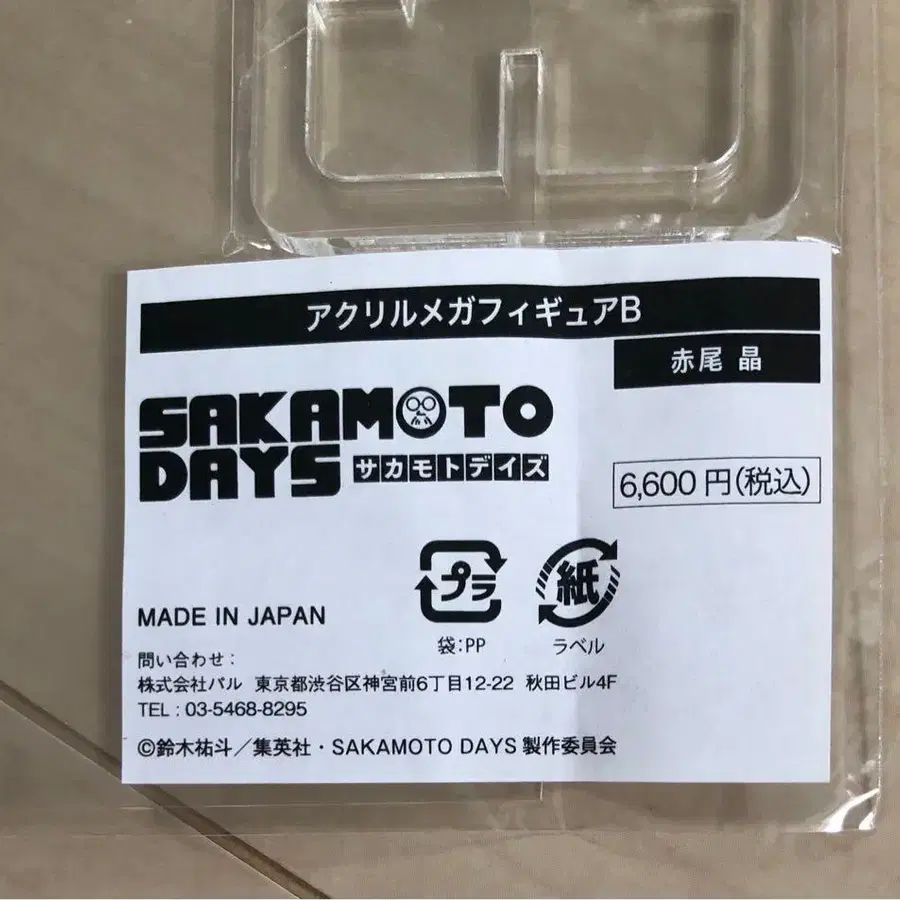 アクリルメガフィギュアB
赤尾 晶
SAKAMOTO
DAYS サカモトデイズ
6,600円(税込)
プラ 紙
袋:PP ラベル
MADE IN JAPAN
問い合わせ:
株式会社パル 東京都渋谷区神宮前6丁目12-22 秋田ビル4F
TEL : 03-5468-8295
©鈴木祐斗／集英社・SAKAMOTO DAYS 製作委員会